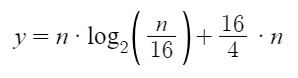 y = n · log₂(n/16) + 16/4 · n